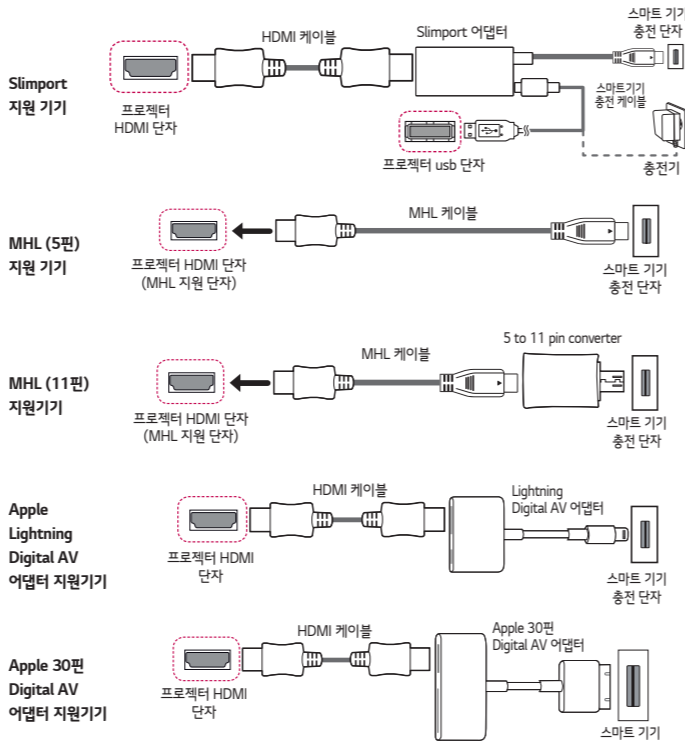 Slimport
지원 기기
HDMI 케이블
Slimport 어댑터
스마트 기기
충전 단자
프로젝터
HDMI 단자
스마트기기
충전 케이블
프로젝터 usb 단자
충전기
MHL (5핀)
지원 기기
MHL 케이블
프로젝터 HDMI 단자
(MHL 지원 단자)
스마트 기기
충전 단자
MHL (11핀)
지원기기
MHL 케이블
5 to 11 pin converter
프로젝터 HDMI 단자
(MHL 지원 단자)
스마트 기기
충전 단자
Apple
Lightning
Digital AV
어댑터 지원기기
HDMI 케이블
Lightning
Digital AV 어댑터
프로젝터 HDMI
단자
스마트 기기
충전 단자
Apple 30핀
Digital AV
어댑터 지원기기
HDMI 케이블
Apple 30핀
Digital AV 어댑터
프로젝터 HDMI
단자
스마트 기기